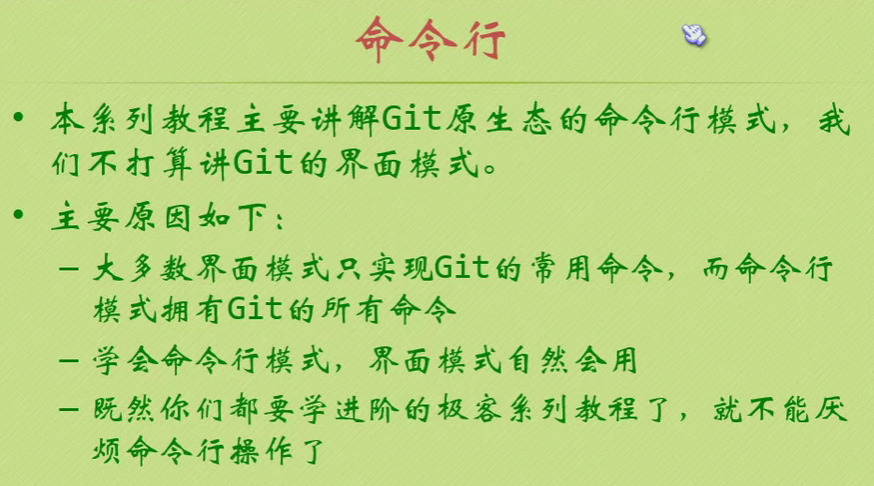 命令行
• 本系列教程主要讲解Git原生态的命令行模式，我
们不打算讲Git的界面模式。
• 主要原因如下：
– 大多数界面模式只实现Git的常用命令，而命令行
模式拥有Git的所有命令
– 学会命令行模式，界面模式自然会用
– 既然你们都要学进阶的极客系列教程了，就不能厌
烦命令行操作了